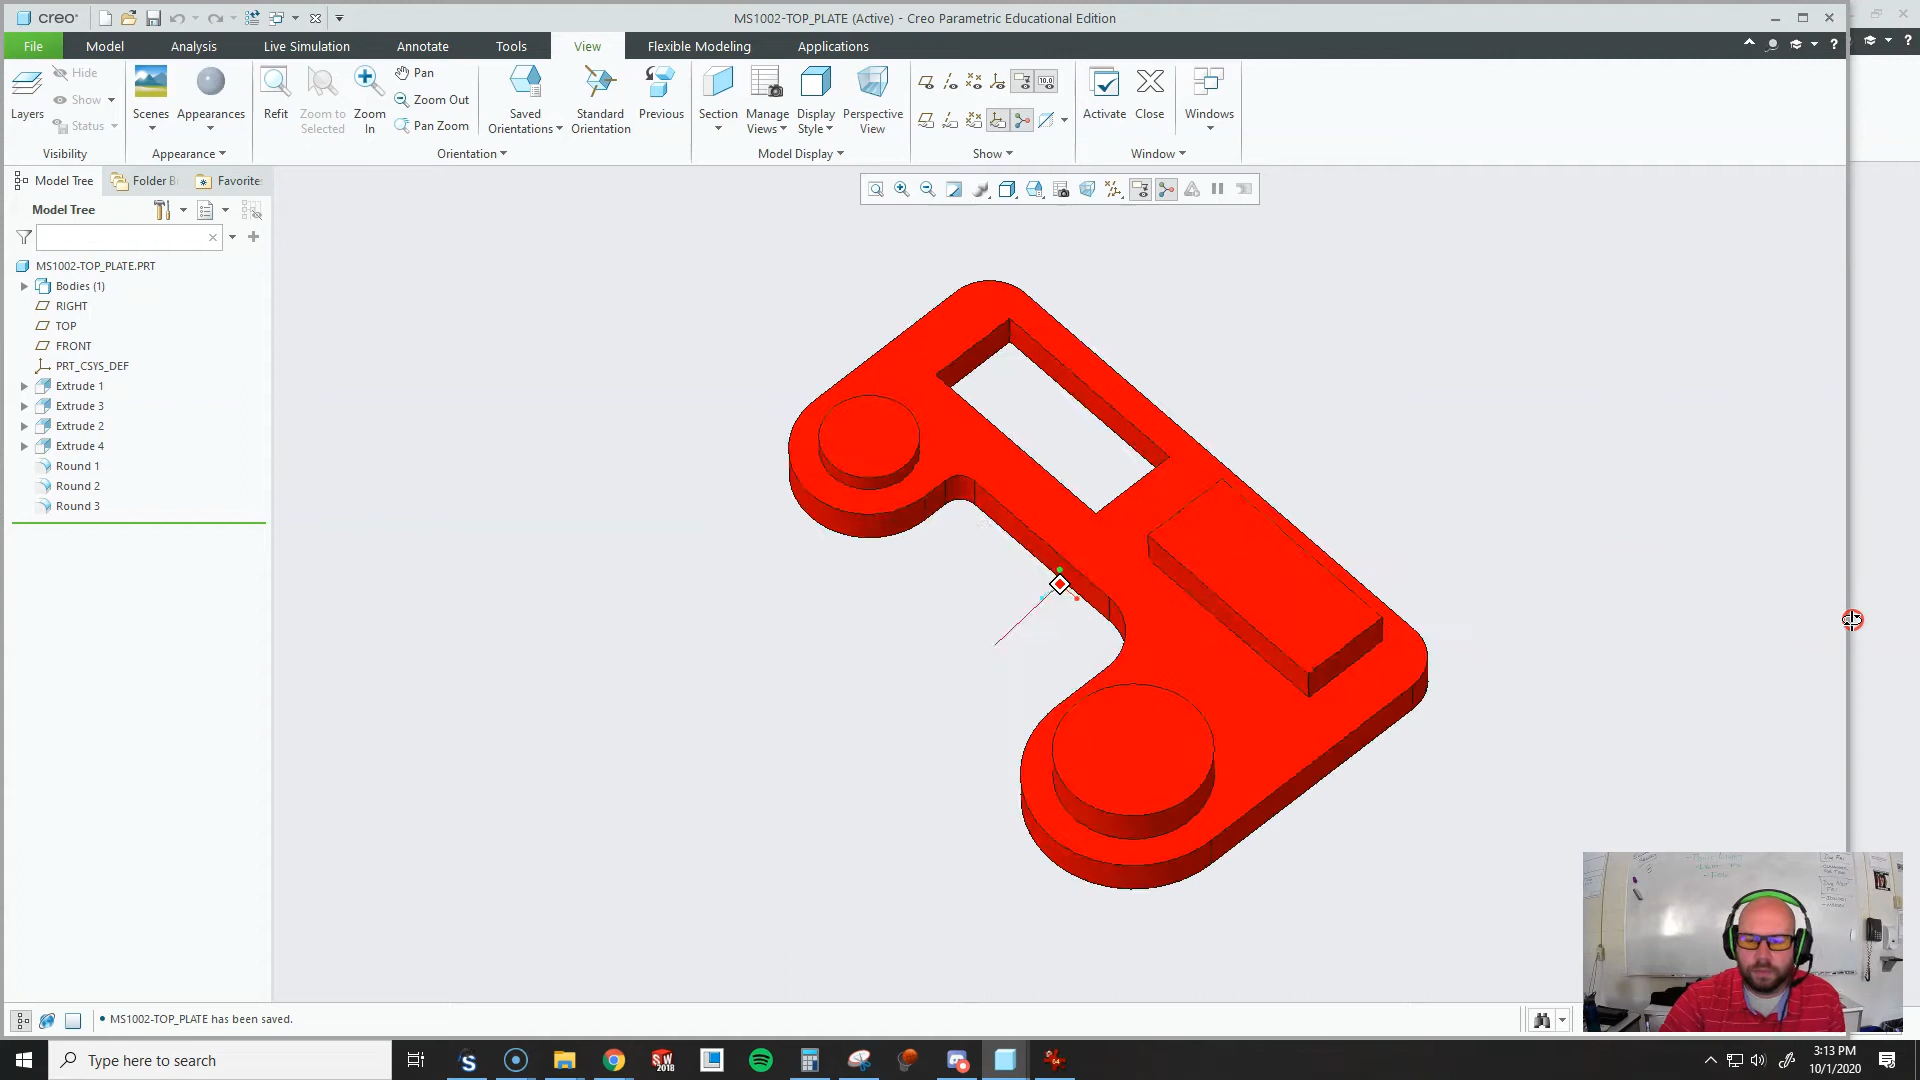 creo
MS1002-TOP_PLATE (Active) - Creo Parametric Educational Edition
File
Model
Analysis
Live Simulation
Annotate
Tools
View
Flexible Modeling
Applications
Layers
Hide
Show
Status
Visibility
Scenes
Appearances
Appearance
Refit
Zoom to
Selected
Zoom
In
Pan
Zoom Out
Pan Zoom
Saved
Orientations
Standard
Orientation
Previous
Orientation
Section
Manage
Views
Display
Style
Perspective
View
Model Display
Show
Activate
Close
Windows
Window
Model Tree
Folder B
Favorite
Model Tree
MS1002-TOP_PLATE.PRT
Bodies (1)
RIGHT
TOP
FRONT
PRT_CSYS_DEF
Extrude 1
Extrude 3
Extrude 2
Extrude 4
Round 1
Round 2
Round 3
• MS1002-TOP_PLATE has been saved.
Type here to search
3:13 PM
10/1/2020